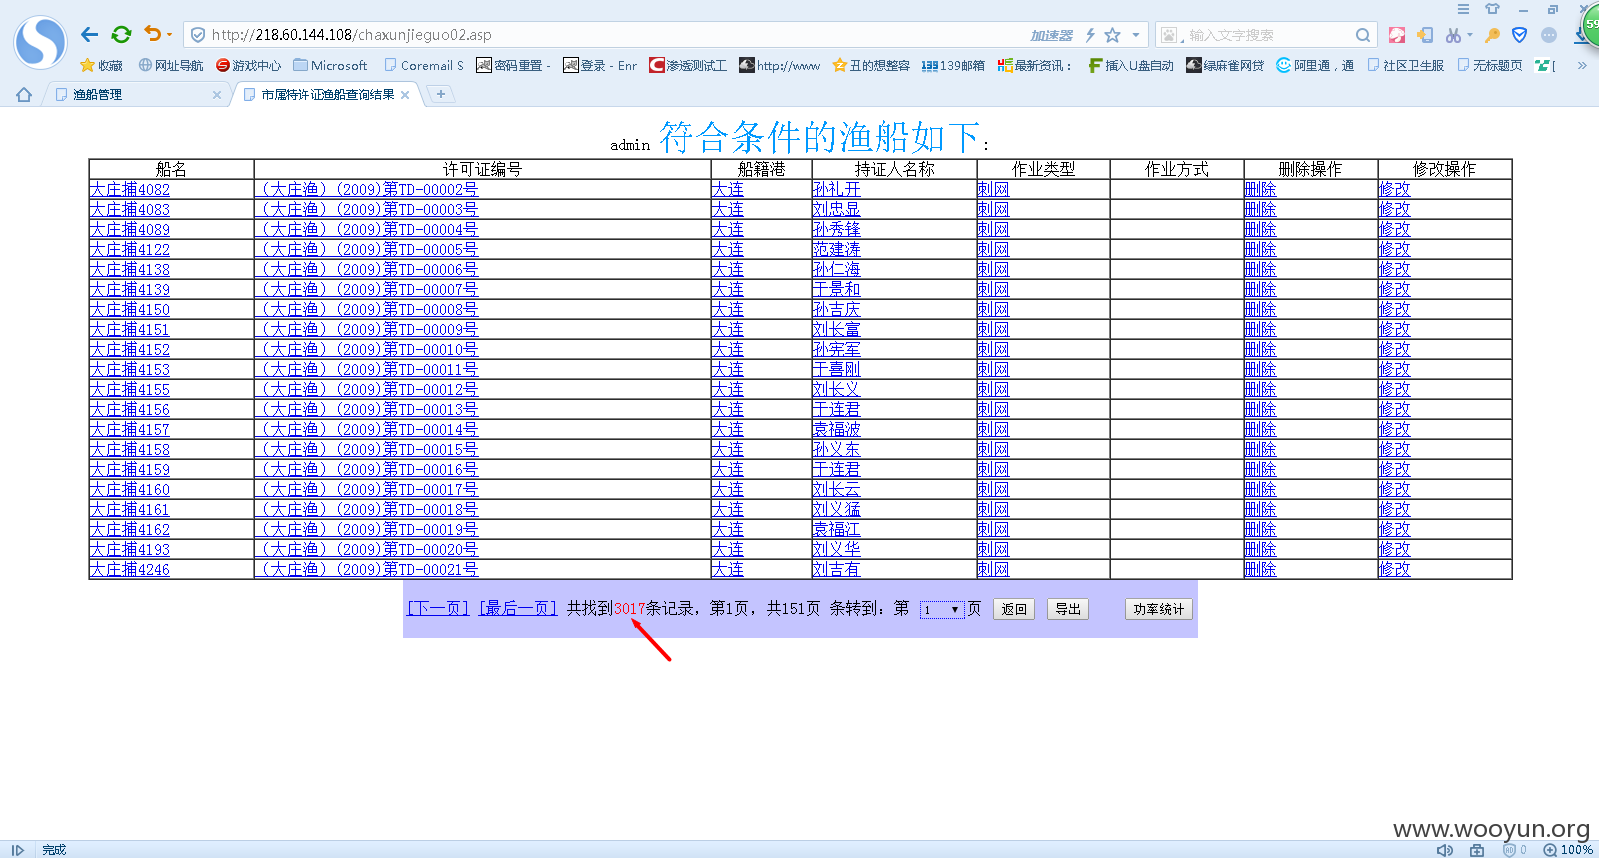 59
http://218.60.144.108/chaxunjieguo02.asp 加速器 输入文字搜索
收藏 网址导航 游戏中心 Microsoft Coremail S 密码重置 - 登录 - Enr 渗透测试工 http://www 丑的想整容 139邮箱 最新资讯： 插入U盘自动 绿麻雀网贷 阿里通，通 社区卫生服 无标题页 [ »
渔船管理 × 市属特许证渔船查询结果 × +
admin 符合条件的渔船如下：
船名 许可证编号 船籍港 持证人名称 作业类型 作业方式 删除操作 修改操作
大庄捕4082 （大庄渔）(2009)第TD-00002号 大连 孙礼开 刺网 删除 修改
大庄捕4083 （大庄渔）(2009)第TD-00003号 大连 刘忠显 刺网 删除 修改
大庄捕4089 （大庄渔）(2009)第TD-00004号 大连 孙秀锋 刺网 删除 修改
大庄捕4122 （大庄渔）(2009)第TD-00005号 大连 范建涛 刺网 删除 修改
大庄捕4138 （大庄渔）(2009)第TD-00006号 大连 孙仁海 刺网 删除 修改
大庄捕4139 （大庄渔）(2009)第TD-00007号 大连 于景和 刺网 删除 修改
大庄捕4150 （大庄渔）(2009)第TD-00008号 大连 孙吉庆 刺网 删除 修改
大庄捕4151 （大庄渔）(2009)第TD-00009号 大连 刘长富 刺网 删除 修改
大庄捕4152 （大庄渔）(2009)第TD-00010号 大连 孙宪军 刺网 删除 修改
大庄捕4153 （大庄渔）(2009)第TD-00011号 大连 于喜刚 刺网 删除 修改
大庄捕4155 （大庄渔）(2009)第TD-00012号 大连 刘长义 刺网 删除 修改
大庄捕4156 （大庄渔）(2009)第TD-00013号 大连 于连君 刺网 删除 修改
大庄捕4157 （大庄渔）(2009)第TD-00014号 大连 袁福波 刺网 删除 修改
大庄捕4158 （大庄渔）(2009)第TD-00015号 大连 孙义东 刺网 删除 修改
大庄捕4159 （大庄渔）(2009)第TD-00016号 大连 于连君 刺网 删除 修改
大庄捕4160 （大庄渔）(2009)第TD-00017号 大连 刘长云 刺网 删除 修改
大庄捕4161 （大庄渔）(2009)第TD-00018号 大连 刘义猛 刺网 删除 修改
大庄捕4162 （大庄渔）(2009)第TD-00019号 大连 袁福江 刺网 删除 修改
大庄捕4193 （大庄渔）(2009)第TD-00020号 大连 刘义华 刺网 删除 修改
大庄捕4246 （大庄渔）(2009)第TD-00021号 大连 刘吉有 刺网 删除 修改
[下一页] [最后一页] 共找到3017条记录，第1页，共151页 条转到：第 1 页 返回 导出 功率统计
www.wooyun.org
完成 0 100%